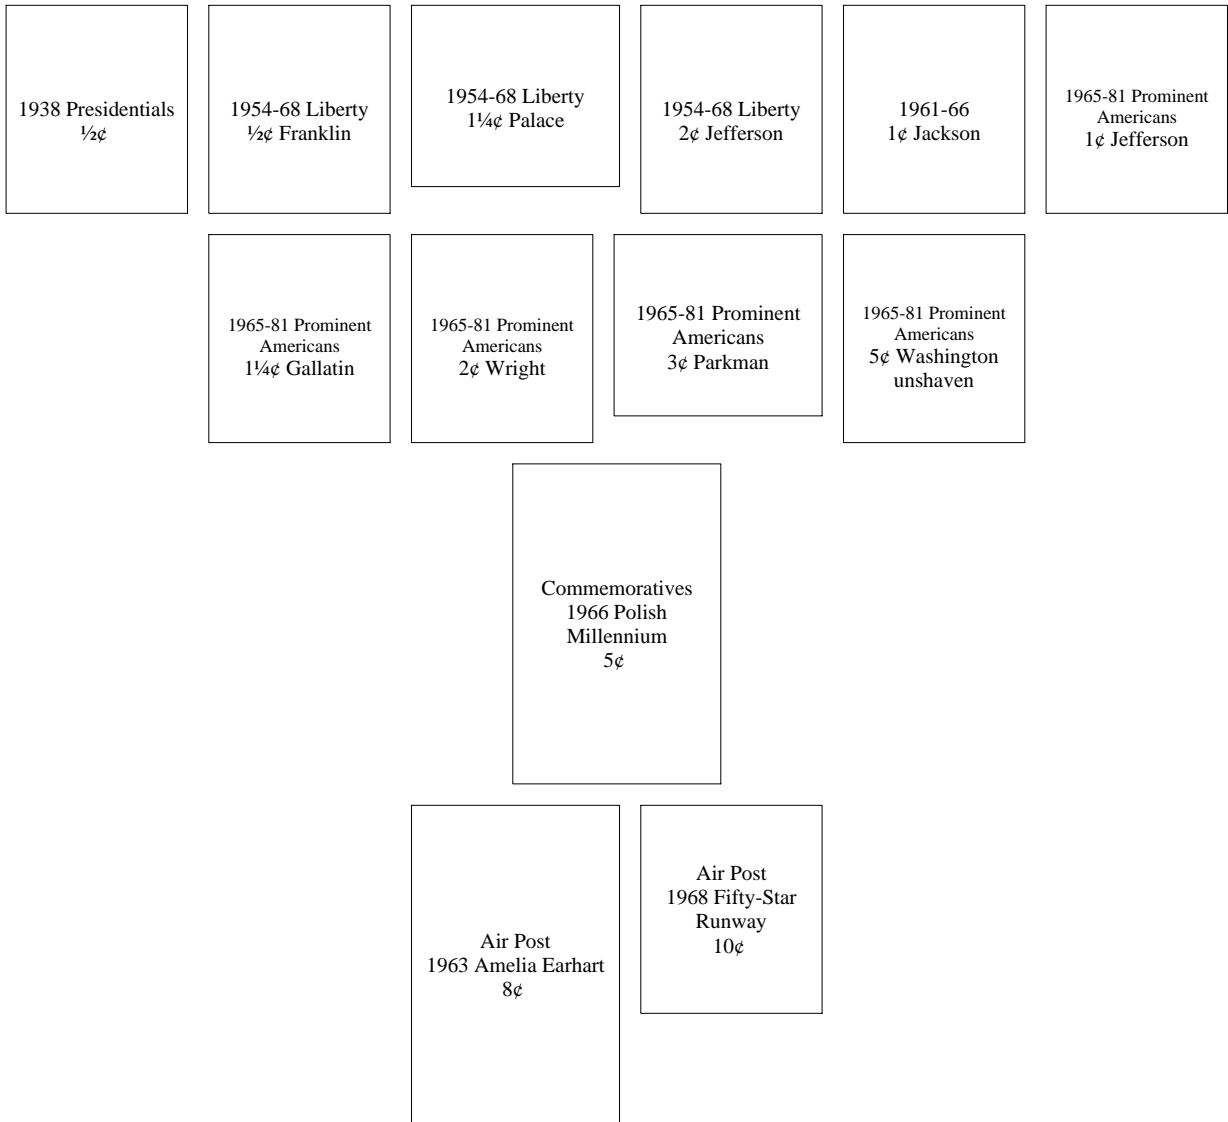 1938 Presidentials
½¢
1954-68 Liberty
½¢ Franklin
1954-68 Liberty
1¼¢ Palace
1954-68 Liberty
2¢ Jefferson
1961-66
1¢ Jackson
1965-81 Prominent
Americans
1¢ Jefferson
1965-81 Prominent
Americans
1¼¢ Gallatin
1965-81 Prominent
Americans
2¢ Wright
1965-81 Prominent
Americans
3¢ Parkman
1965-81 Prominent
Americans
5¢ Washington
unshaven
Commemoratives
1966 Polish
Millennium
5¢
Air Post
1963 Amelia Earhart
8¢
Air Post
1968 Fifty-Star
Runway
10¢